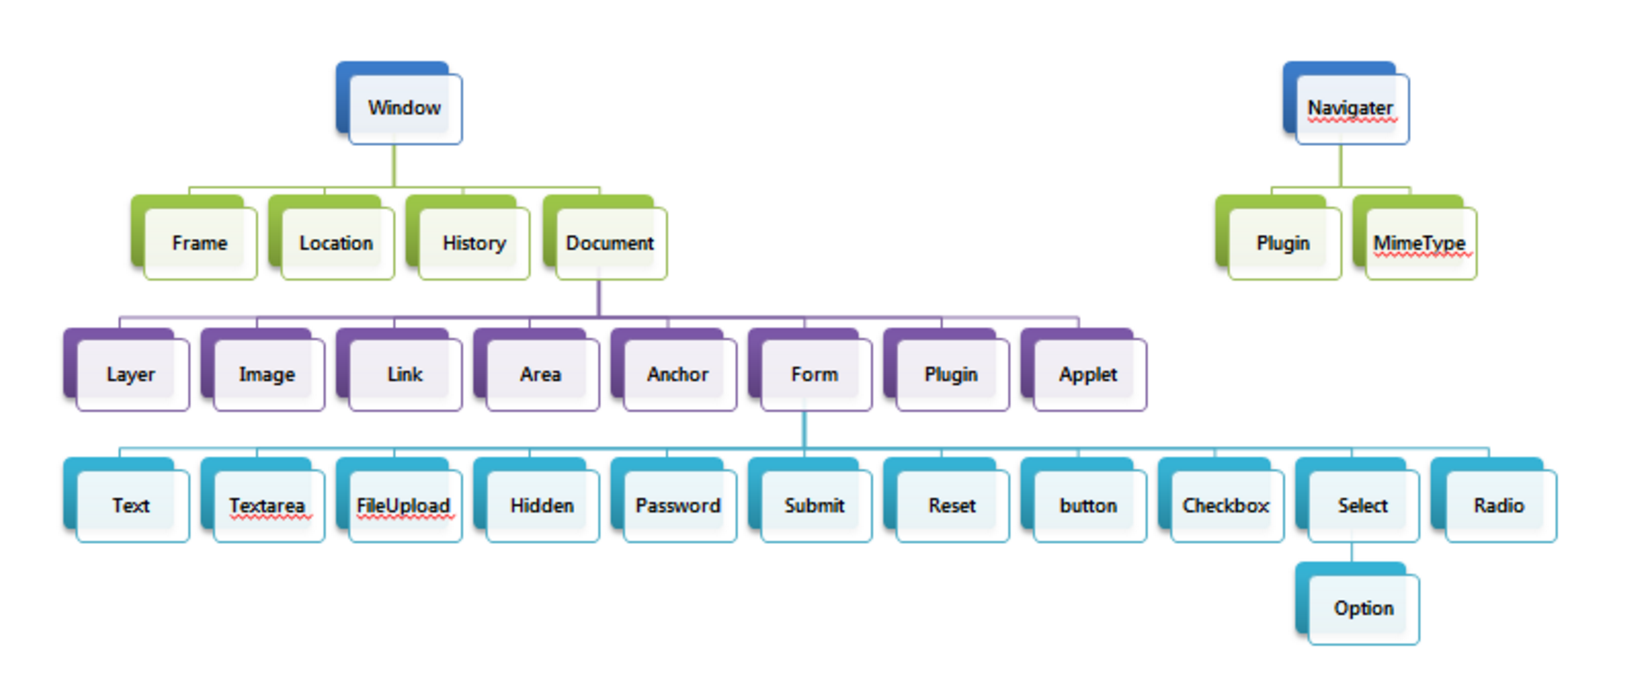 Window
Navigater
Frame
Location
History
Document
Plugin
MimeType
Layer
Image
Link
Area
Anchor
Form
Plugin
Applet
Text
Textarea
FileUpload
Hidden
Password
Submit
Reset
button
Checkbox
Select
Radio
Option